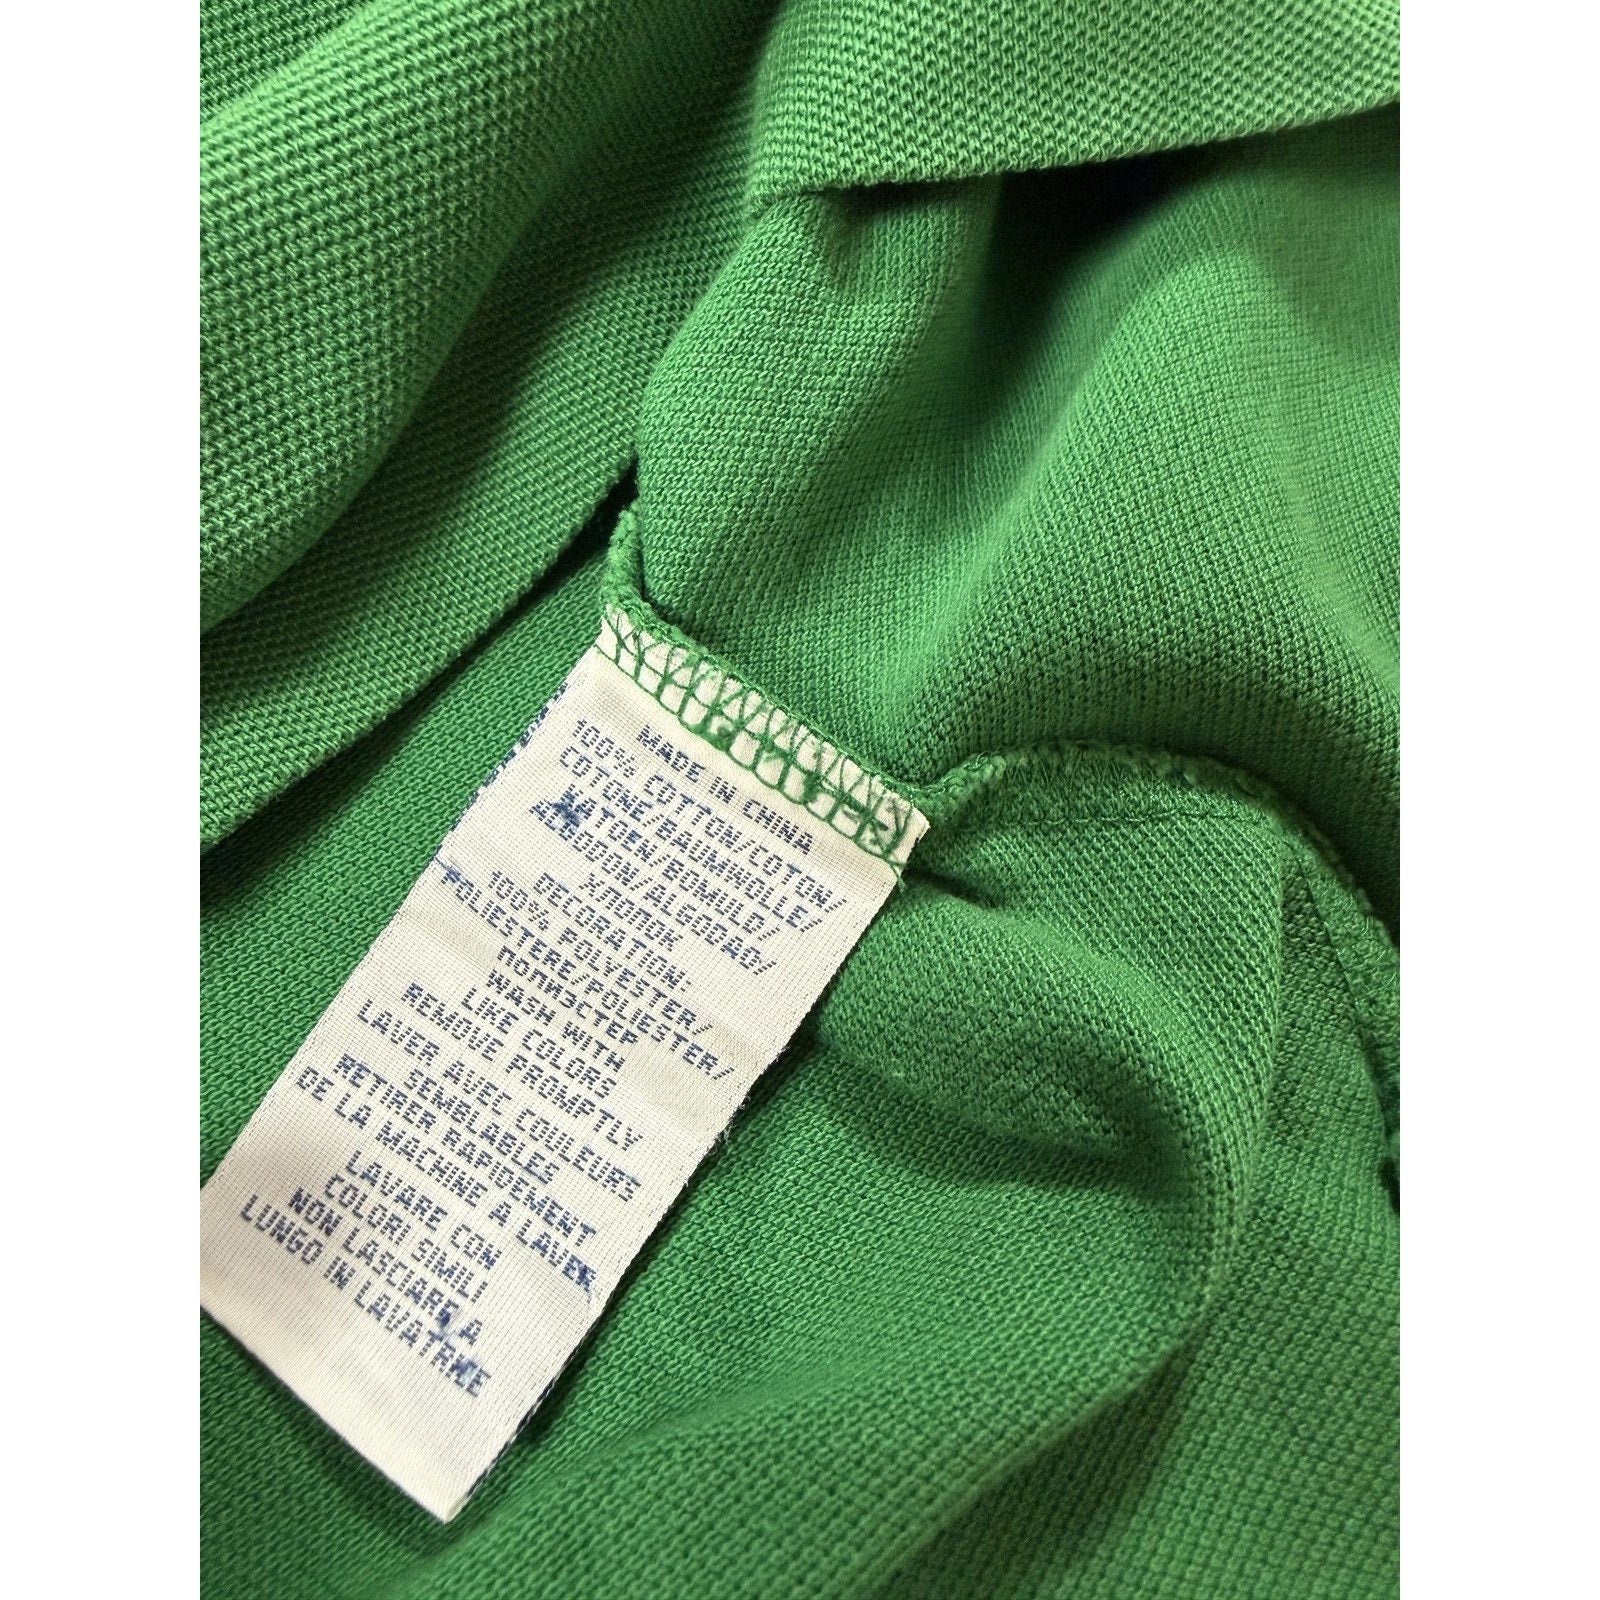 MADE IN CHINA
100% COTTON/COTON/
COTONE/BAUMWOLLE/
KATOEN/BOMULD/
ALGODON/ALGODAO/
ХЛОПОК
DECORATION.
100% POLYESTER/
POLIESTERE/POLIESTER/
ПОЛИЭСТЕР
WASH WITH
LIKE COLORS
REMOVE PROMPTLY
LAVER AVEC COULEURS
SEMBLABLES
RETIRER RAPIDEMENT
DE LA MACHINE A LAVER
LAVARE CON
COLORI SIMILI
NON LASCIARE A
LUNGO IN LAVATRICE